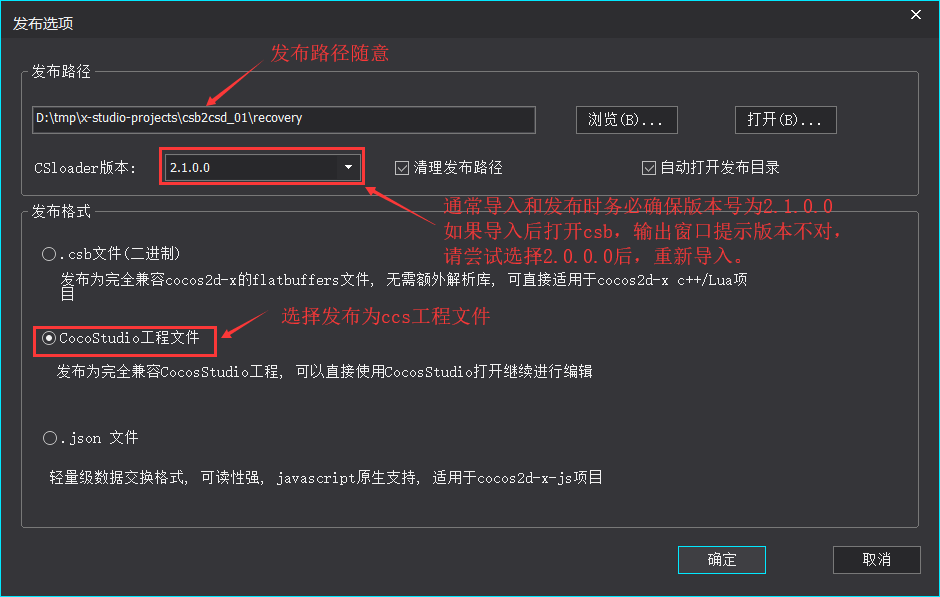 发布选项
发布路径随意
发布路径
D:\tmp\x-studio-projects\csb2csd_01\recovery
浏览(B)...
打开(B)...
CSloader版本:
2.1.0.0
清理发布路径
自动打开发布目录
通常导入和发布时务必确保版本号为2.1.0.0
如果导入后打开csb，输出窗口提示版本不对，
请尝试选择2.0.0.0后，重新导入。
发布格式
.csb文件(二进制)
发布为完全兼容cocos2d-x的flatbuffers文件, 无需额外解析库, 可直接适用于cocos2d-x c++/Lua项
目
选择发布为ccs工程文件
CocoStudio工程文件
发布为完全兼容CocosStudio工程, 可以直接使用CocosStudio打开继续进行编辑
.json 文件
轻量级数据交换格式, 可读性强, javascript原生支持, 适用于cocos2d-x-js项目
确定
取消